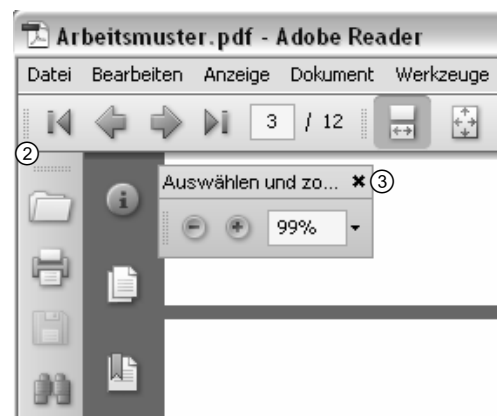 Arbeitsmuster.pdf - Adobe Reader
Datei Bearbeiten Anzeige Dokument Werkzeuge
3 / 12
②
Auswählen und zo... ③
99%